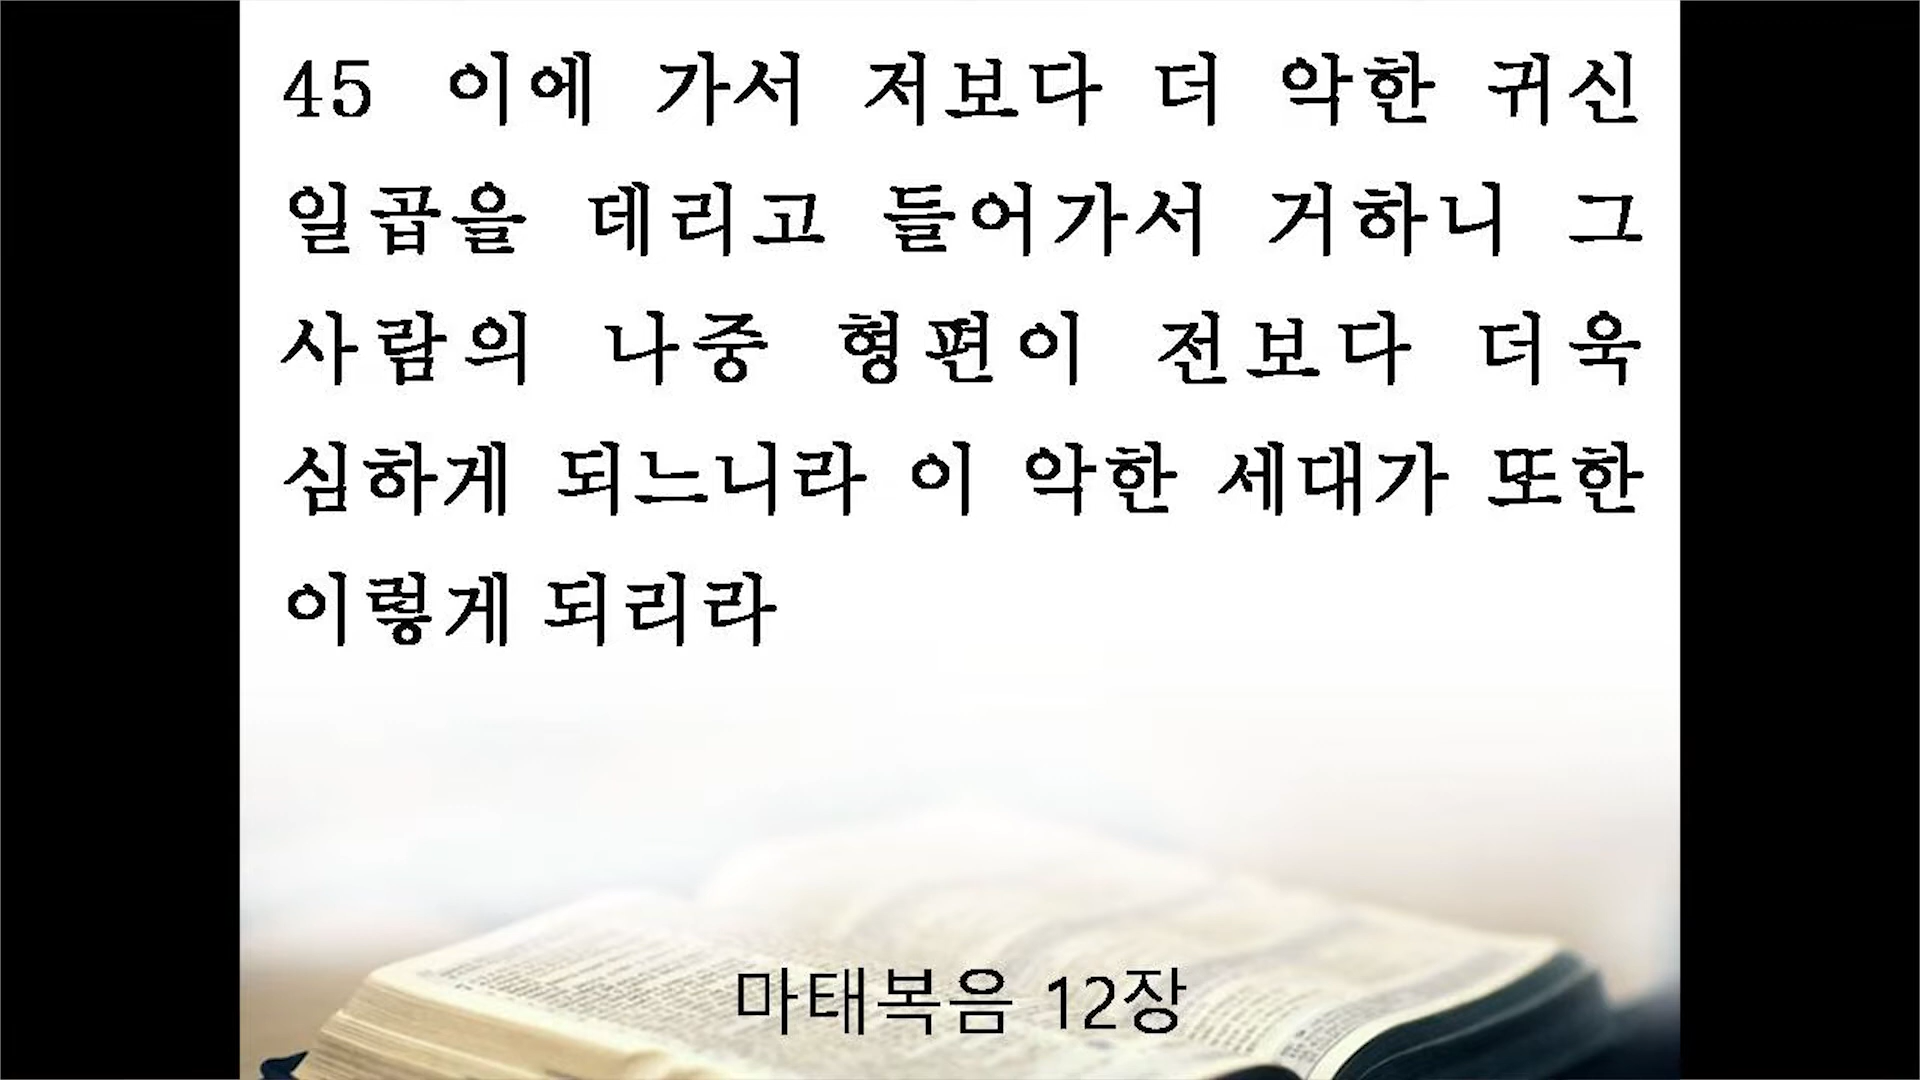 45 이에 가서 저보다 더 악한 귀신
일곱을 데리고 들어가서 거하니 그
사람의 나중 형편이 전보다 더욱
심하게 되느니라 이 악한 세대가 또한
이렇게 되리라
마태복음 12장